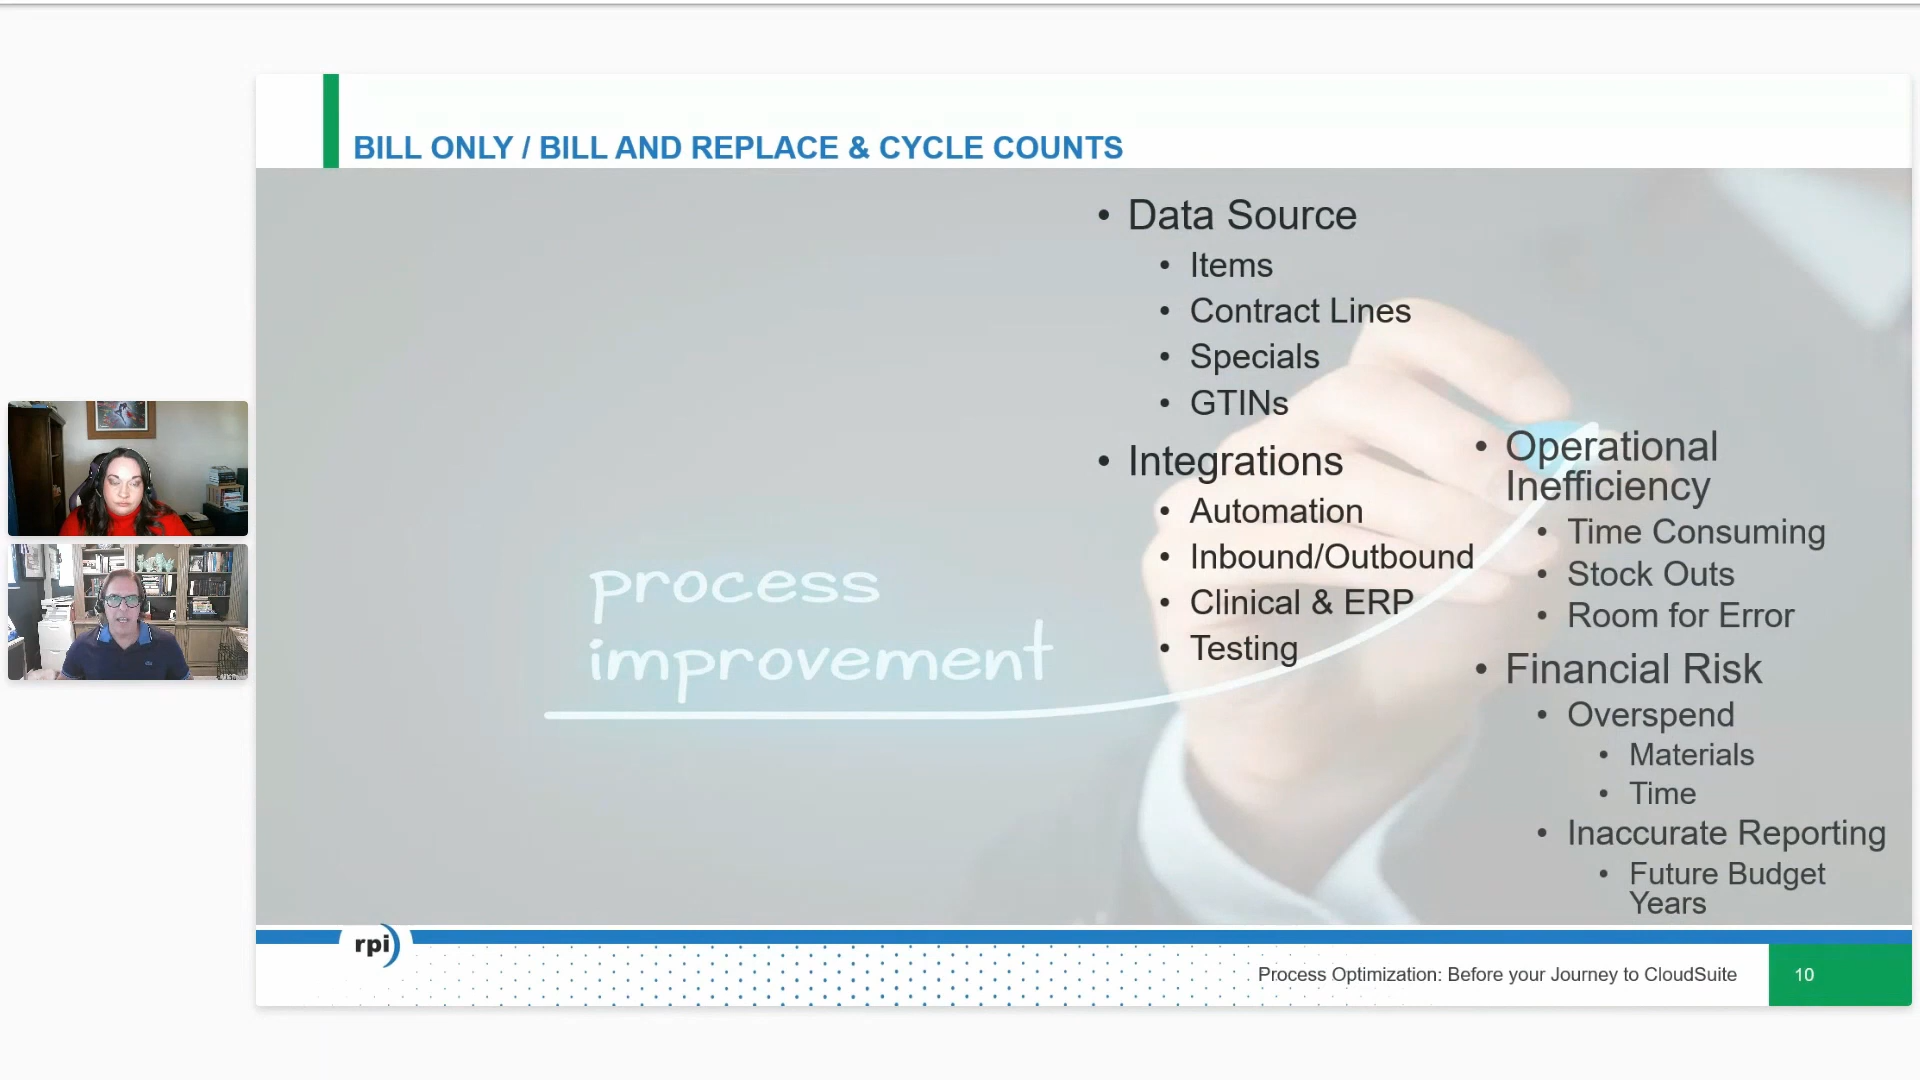 BILL ONLY / BILL AND REPLACE & CYCLE COUNTS
• Data Source
• Items
• Contract Lines
• Specials
• GTINs
• Integrations
• Automation
• Inbound/Outbound
• Clinical & ERP
• Testing
• Operational
Inefficiency
• Time Consuming
• Stock Outs
• Room for Error
• Financial Risk
• Overspend
• Materials
• Time
• Inaccurate Reporting
• Future Budget
Years
process
improvement
rpi
Process Optimization: Before your Journey to CloudSuite
10